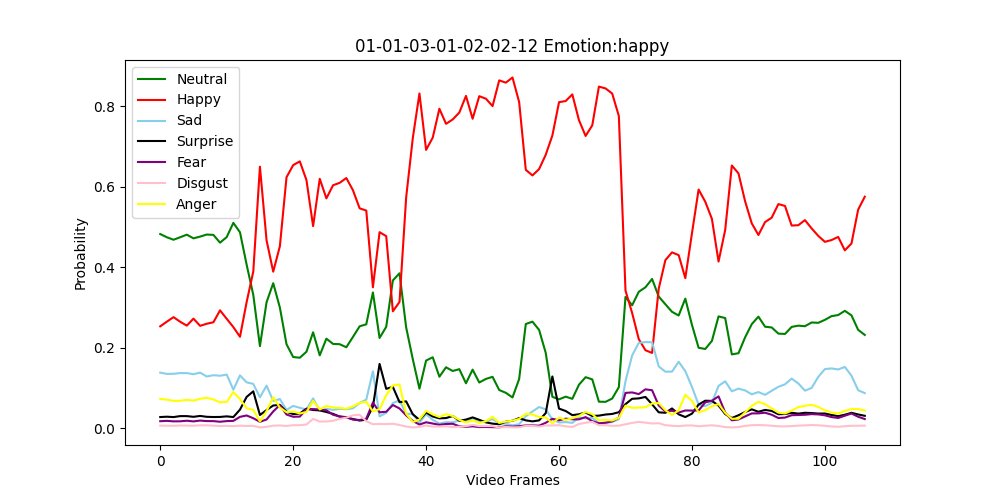 01-01-03-01-02-02-12 Emotion:happy
Neutral
Happy
Sad
Surprise
Fear
Disgust
Anger
Probability
0.8
0.6
0.4
0.2
0.0
0 20 40 60 80 100
Video Frames